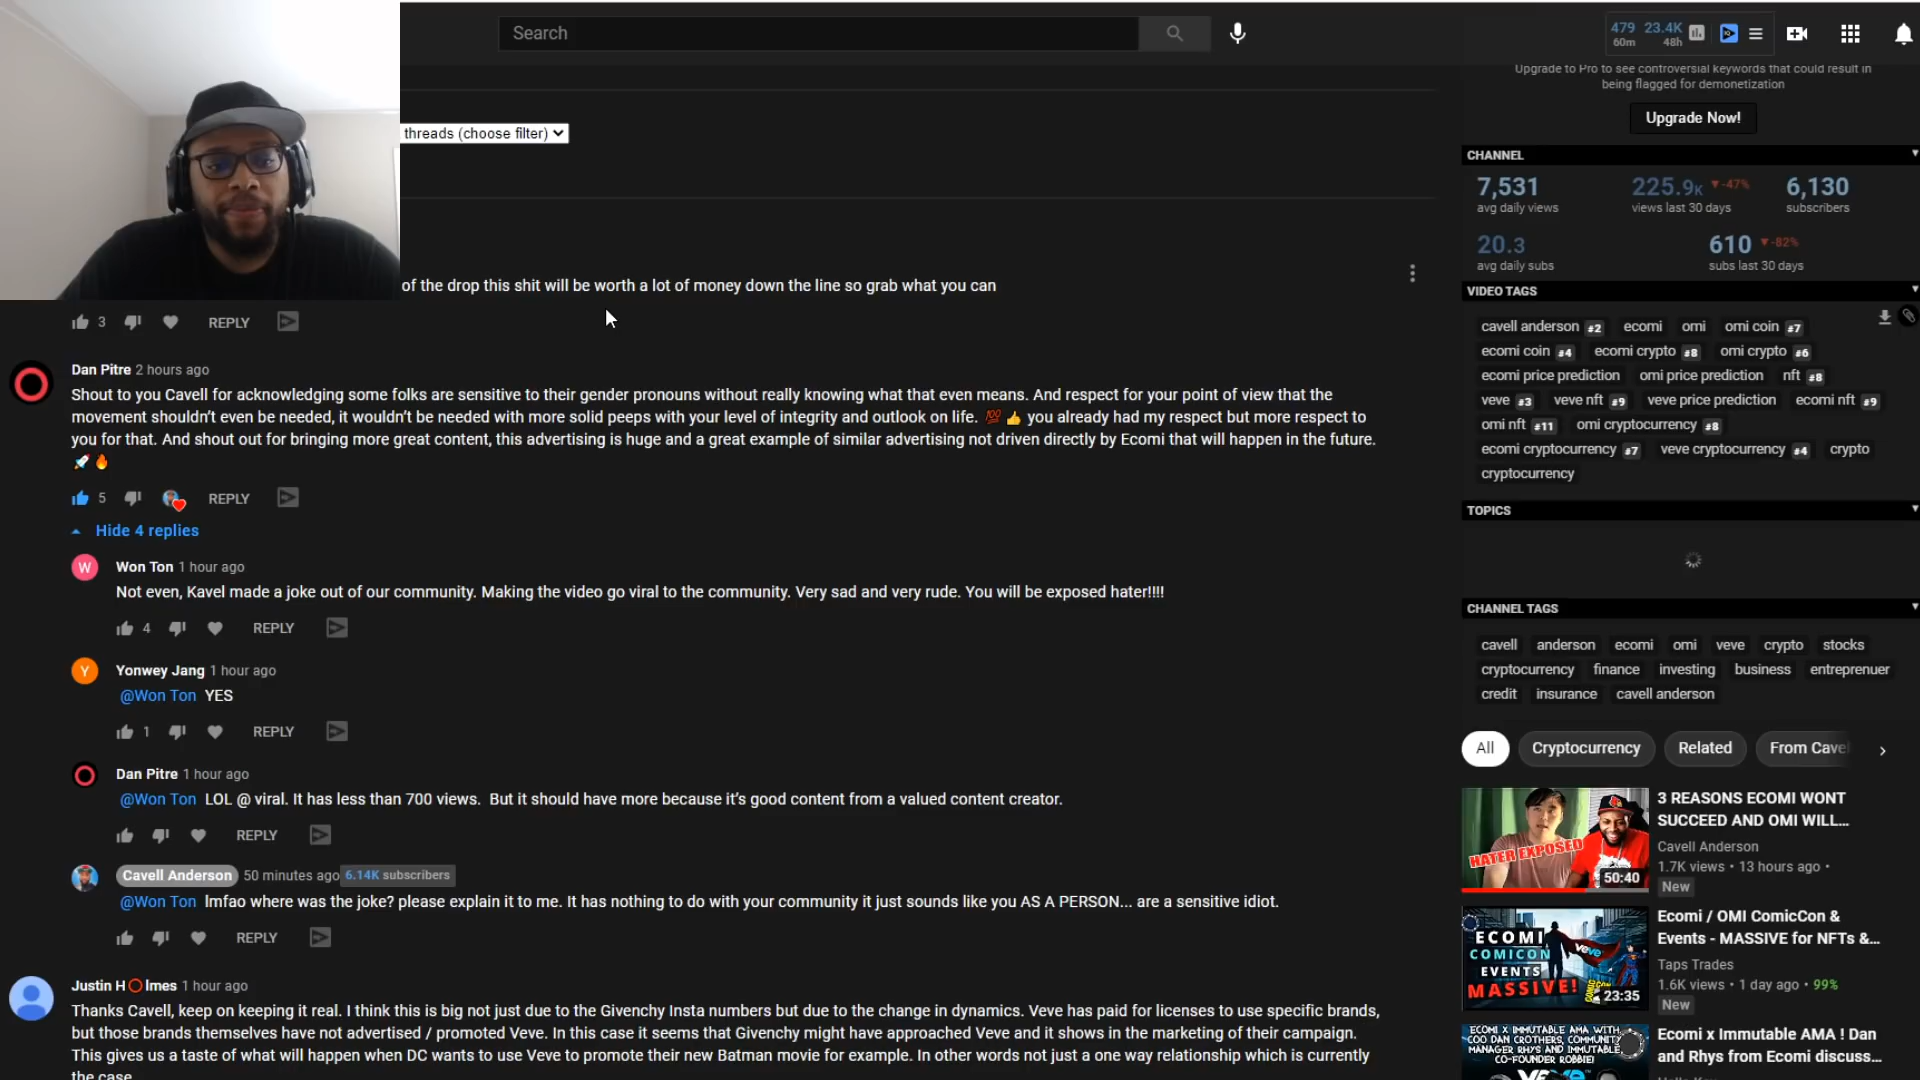 Search
479 23.4K
60m 48h
Upgrade to Pro to see controversial keywords that could result in
being flagged for demonetization
Upgrade Now!
threads (choose filter)
CHANNEL
7,531 225.9K -47% 6,130
avg daily views views last 30 days subscribers
20.3 610 -82%
avg daily subs subs last 30 days
of the drop this shit will be worth a lot of money down the line so grab what you can
3 REPLY
Dan Pitre 2 hours ago
Shout to you Cavell for acknowledging some folks are sensitive to their gender pronouns without really knowing what that even means. And respect for your point of view that the
movement shouldn't even be needed, it wouldn't be needed with more solid peeps with your level of integrity and outlook on life. 💯 👍 you already had my respect but more respect to
you for that. And shout out for bringing more great content, this advertising is huge and a great example of similar advertising not driven directly by Ecomi that will happen in the future.
🚀🔥
5 REPLY
Hide 4 replies
W
Won Ton 1 hour ago
Not even, Kavel made a joke out of our community. Making the video go viral to the community. Very sad and very rude. You will be exposed hater!!!!
4 REPLY
Y
Yonwey Jang 1 hour ago
@Won Ton YES
1 REPLY
Dan Pitre 1 hour ago
@Won Ton LOL @ viral. It has less than 700 views. But it should have more because it's good content from a valued content creator.
REPLY
Cavell Anderson 50 minutes ago 6.14K subscribers
@Won Ton lmfao where was the joke? please explain it to me. It has nothing to do with your community it just sounds like you AS A PERSON... are a sensitive idiot.
REPLY
Justin H⭕lmes 1 hour ago
Thanks Cavell, keep on keeping it real. I think this is big not just due to the Givenchy Insta numbers but due to the change in dynamics. Veve has paid for licenses to use specific brands,
but those brands themselves have not advertised / promoted Veve. In this case it seems that Givenchy might have approached Veve and it shows in the marketing of their campaign.
This gives us a taste of what will happen when DC wants to use Veve to promote their new Batman movie for example. In other words not just a one way relationship which is currently
the case
VIDEO TAGS
cavell anderson #2 ecomi omi omi coin #7
ecomi coin #4 ecomi crypto #8 omi crypto #6
ecomi price prediction omi price prediction nft #8
veve #3 veve nft #9 veve price prediction ecomi nft #9
omi nft #11 omi cryptocurrency #8
ecomi cryptocurrency #7 veve cryptocurrency #4 crypto
cryptocurrency
TOPICS
CHANNEL TAGS
cavell anderson ecomi omi veve crypto stocks
cryptocurrency finance investing business entreprenuer
credit insurance cavell anderson
All Cryptocurrency Related From Cave
HATER EXPOSED
50:40
3 REASONS ECOMI WONT
SUCCEED AND OMI WILL...
Cavell Anderson
1.7K views • 13 hours ago •
New
ECOMI
COMICON
EVENTS
MASSIVE!
veve
23:35
Ecomi / OMI ComicCon &
Events - MASSIVE for NFTs &...
Taps Trades
1.6K views • 1 day ago • 99%
New
ECOMI X IMMUTABLE AMA WITH
COO DAN CROTHERS, COMMUNITY
MANAGER RHYS AND IMMUTABLE
CO-FOUNDER ROBBIE!
Ecomi x Immutable AMA ! Dan
and Rhys from Ecomi discuss...